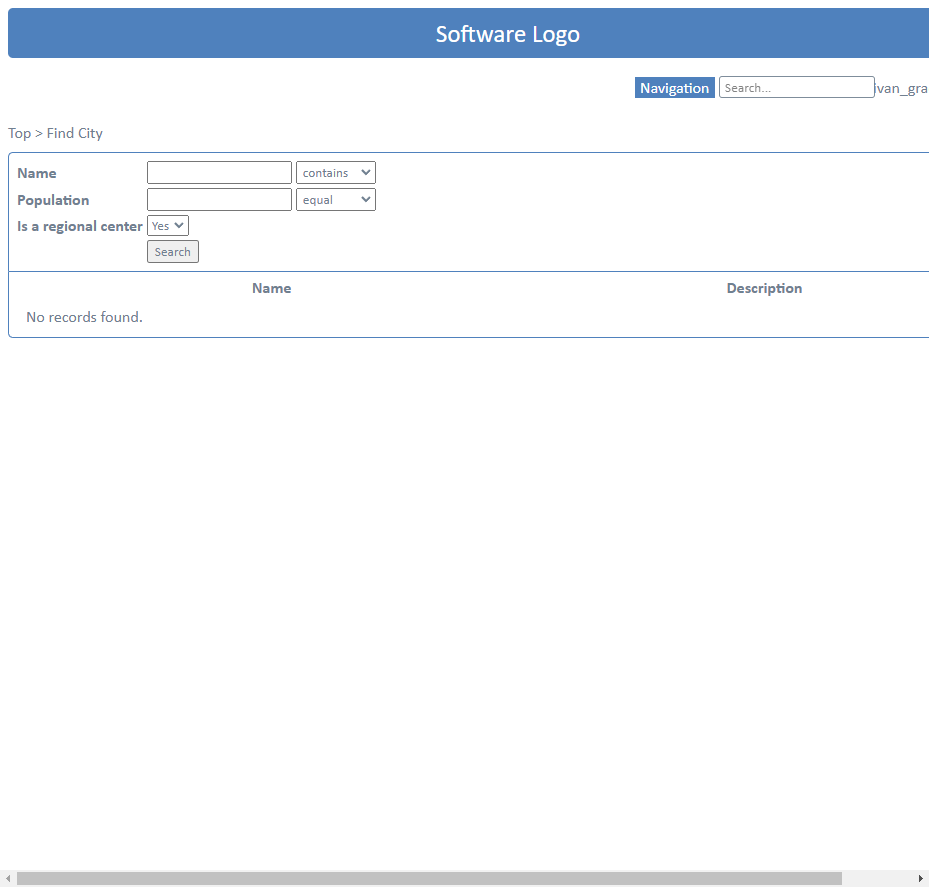 Software Logo
Navigation Search... ivan_gra
Top > Find City
Name contains
Population equal
Is a regional center Yes
Search
Name Description
No records found.